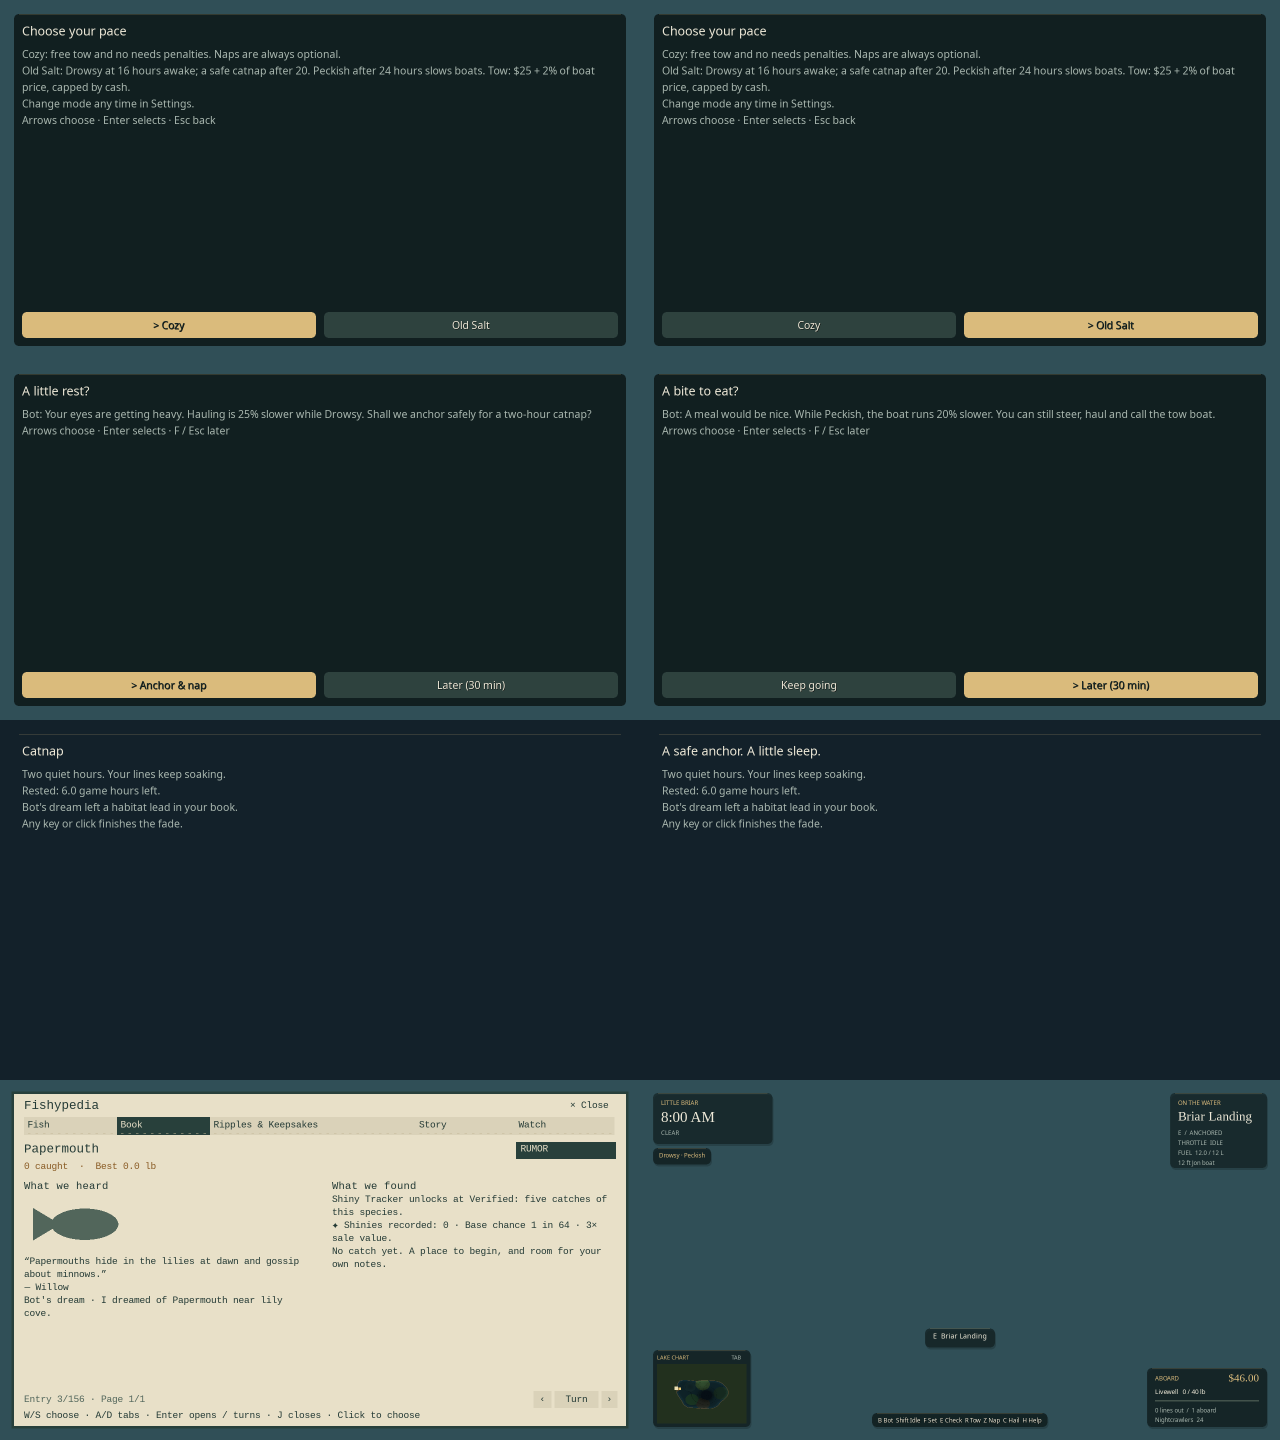 Choose your pace
Cozy: free tow and no needs penalties. Naps are always optional.
Old Salt: Drowsy at 16 hours awake; a safe catnap after 20. Peckish after 24 hours slows boats. Tow: $25 + 2% of boat
price, capped by cash.
Change mode any time in Settings.
Arrows choose · Enter selects · Esc back
> Cozy
Old Salt
Choose your pace
Cozy: free tow and no needs penalties. Naps are always optional.
Old Salt: Drowsy at 16 hours awake; a safe catnap after 20. Peckish after 24 hours slows boats. Tow: $25 + 2% of boat
price, capped by cash.
Change mode any time in Settings.
Arrows choose · Enter selects · Esc back
Cozy
> Old Salt
A little rest?
Bot: Your eyes are getting heavy. Hauling is 25% slower while Drowsy. Shall we anchor safely for a two-hour catnap?
Arrows choose · Enter selects · F / Esc later
> Anchor & nap
Later (30 min)
A bite to eat?
Bot: A meal would be nice. While Peckish, the boat runs 20% slower. You can still steer, haul and call the tow boat.
Arrows choose · Enter selects · F / Esc later
Keep going
> Later (30 min)
Catnap
Two quiet hours. Your lines keep soaking.
Rested: 6.0 game hours left.
Bot's dream left a habitat lead in your book.
Any key or click finishes the fade.
A safe anchor. A little sleep.
Two quiet hours. Your lines keep soaking.
Rested: 6.0 game hours left.
Bot's dream left a habitat lead in your book.
Any key or click finishes the fade.
Fishypedia
× Close
Fish
Book
Ripples & Keepsakes
Story
Watch
Papermouth
RUMOR
0 caught · Best 0.0 lb
What we heard
“Papermouths hide in the lilies at dawn and gossip
about minnows.”
— Willow
Bot's dream · I dreamed of Papermouth near lily
cove.
What we found
Shiny Tracker unlocks at Verified: five catches of
this species.
✦ Shinies recorded: 0 · Base chance 1 in 64 · 3×
sale value.
No catch yet. A place to begin, and room for your
own notes.
Entry 3/156 · Page 1/1
‹
Turn
›
W/S choose · A/D tabs · Enter opens / turns · J closes · Click to choose
LITTLE BRIAR
8:00 AM
CLEAR
Drowsy · Peckish
ON THE WATER
Briar Landing
E / ANCHORED
THROTTLE IDLE
FUEL 12.0 / 12 L
12 ft Jon boat
E Briar Landing
LAKE CHART
TAB
ABOARD
$46.00
Livewell 0 / 40 lb
0 lines out / 1 aboard
Nightcrawlers 24
B Bot Shift Idle F Set E Check R Tow Z Nap C Hail H Help